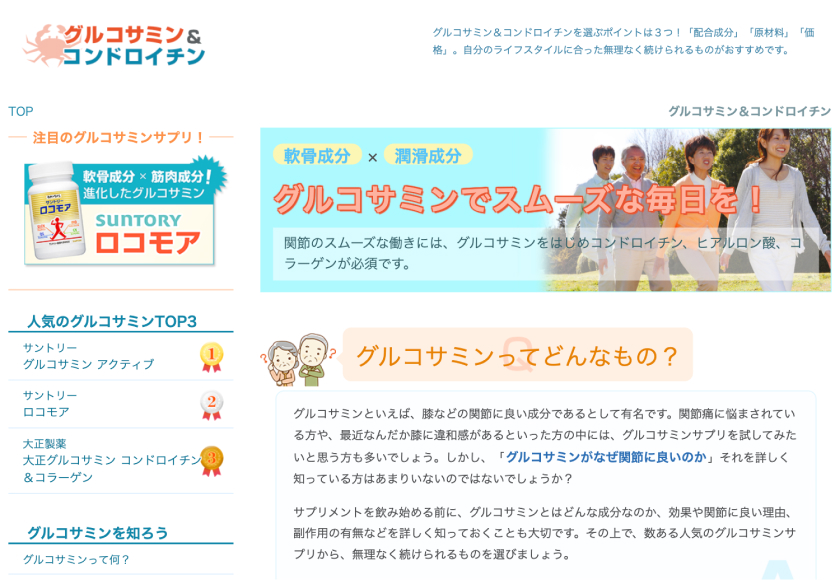 グルコサミン&
コンドロイチン
グルコサミン＆コンドロイチンを選ぶポイントは３つ！「配合成分」「原材料」「価
格」。自分のライフスタイルに合った無理なく続けられるものがおすすめです。
TOP
グルコサミン＆コンドロイチン
注目のグルコサミンサプリ！
軟骨成分×筋肉成分！
進化したグルコサミン
SUNTORY
ロコモア
ロコモア
軟骨成分 × 潤滑成分
グルコサミンでスムーズな毎日を！
関節のスムーズな働きには、グルコサミンをはじめコンドロイチン、ヒアルロン酸、コ
ラーゲンが必須です。
人気のグルコサミンTOP3
サントリー
グルコサミン アクティブ
1
サントリー
ロコモア
2
大正製薬
大正グルコサミン コンドロイチン
＆コラーゲン
3
グルコサミンを知ろう
グルコサミンって何？
Q
グルコサミンってどんなもの？
グルコサミンといえば、膝などの関節に良い成分であるとして有名です。関節痛に悩まされてい
る方や、最近なんだか膝に違和感があるといった方の中には、グルコサミンサプリを試してみた
いと思う方も多いでしょう。しかし、「グルコサミンがなぜ関節に良いのか」それを詳しく
知っている方はあまりいないのではないでしょうか？
サプリメントを飲み始める前に、グルコサミンとはどんな成分なのか、効果や関節に良い理由、
副作用の有無などを詳しく知っておくことも大切です。その上で、数ある人気のグルコサミンサ
プリから、無理なく続けられるものを選びましょう。